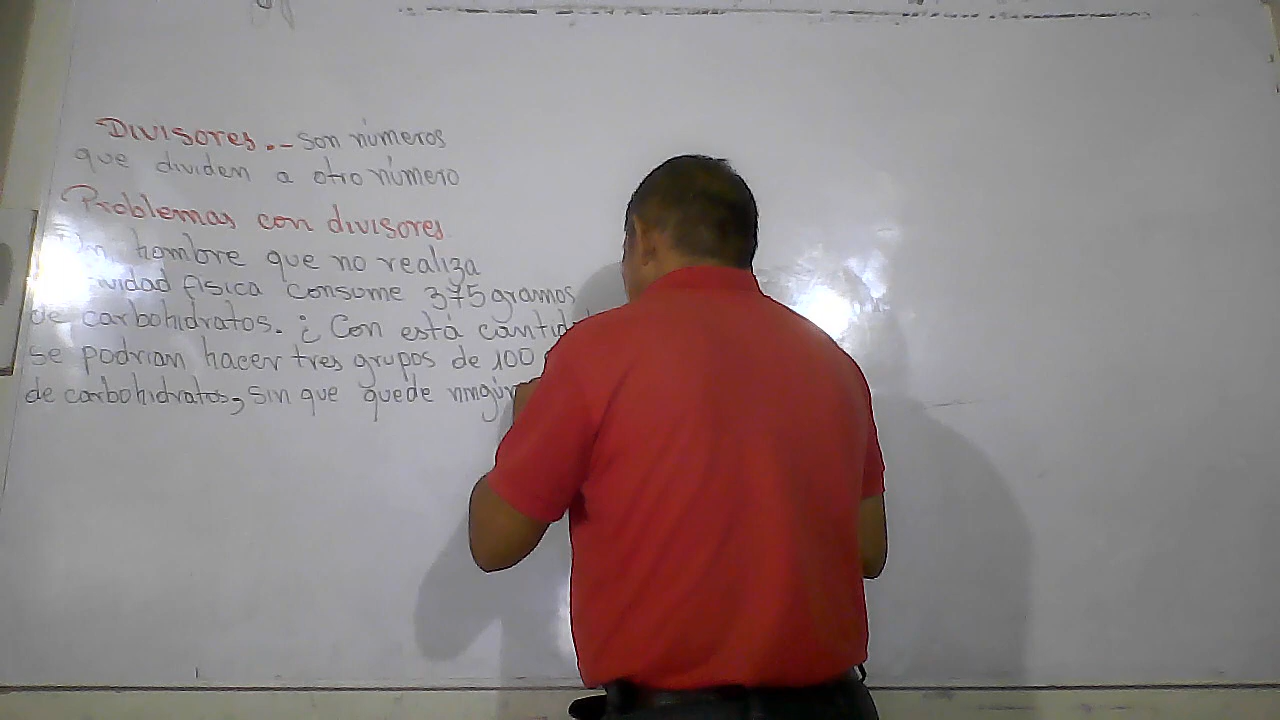 Divisores.- son números
que dividen a otro número
Problemas con divisores
hombre que no realiza
física consume 375 gramos
de carbohidratos. ¿Con está
se podrían hacer tres grupos de 100
de carbohidratos, sin que quede